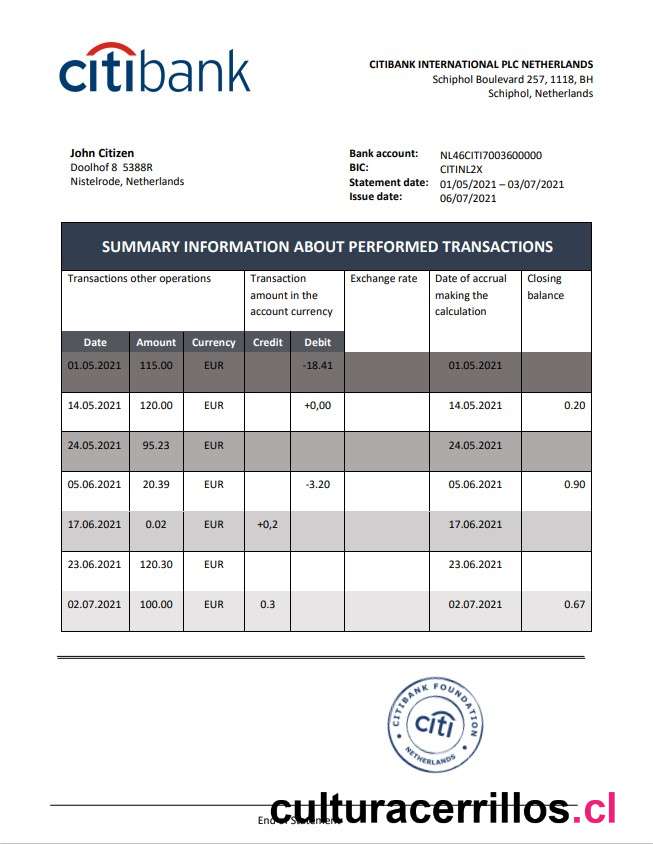 citibank
CITIBANK INTERNATIONAL PLC NETHERLANDS
Schiphol Boulevard 257, 1118, BH
Schiphol, Netherlands
John Citizen
Doolhof 8 5388R
Nistelrode, Netherlands
Bank account: NL46CITI7003600000
BIC: CITINL2X
Statement date: 01/05/2021 – 03/07/2021
Issue date: 06/07/2021
SUMMARY INFORMATION ABOUT PERFORMED TRANSACTIONS
Transactions other operations
Transaction
amount in the
account currency
Exchange rate
Date of accrual
making the
calculation
Closing
balance
Date Amount Currency Credit Debit
01.05.2021 115.00 EUR -18.41 01.05.2021
14.05.2021 120.00 EUR +0,00 14.05.2021 0.20
24.05.2021 95.23 EUR 24.05.2021
05.06.2021 20.39 EUR -3.20 05.06.2021 0.90
17.06.2021 0.02 EUR +0,2 17.06.2021
23.06.2021 120.30 EUR 23.06.2021
02.07.2021 100.00 EUR 0.3 02.07.2021 0.67
CITIBANK FOUNDATION
citi
NETHERLANDS
End of Statement
culturacerrillos.cl